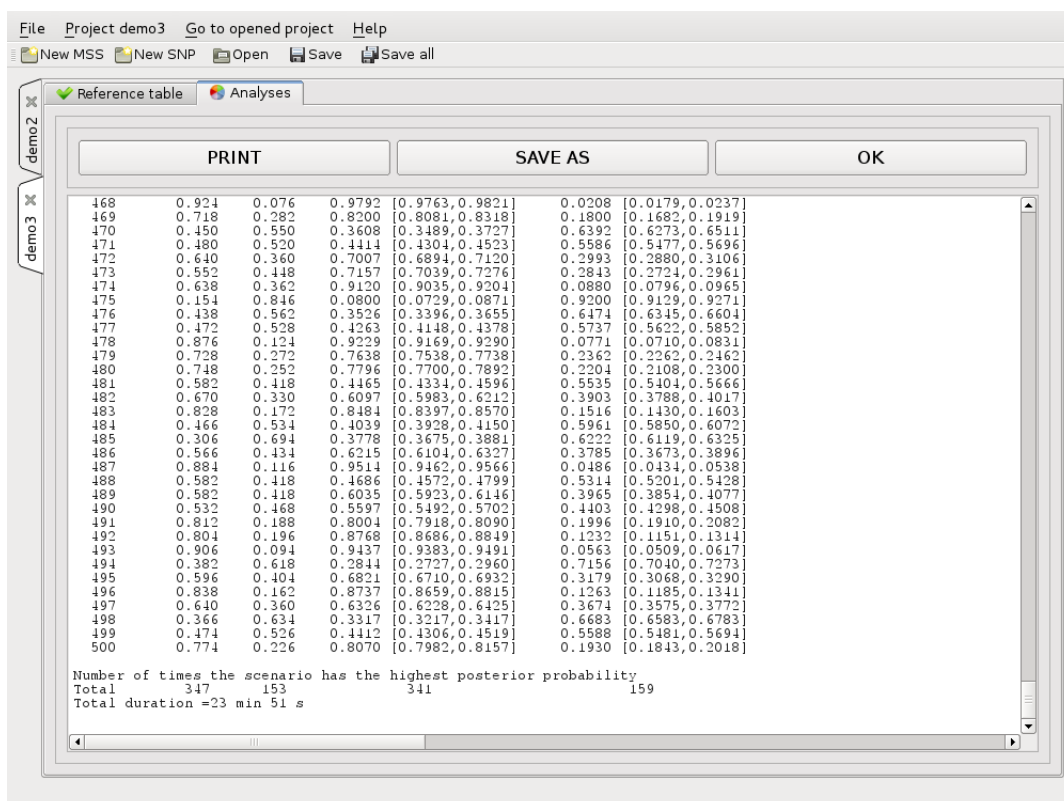 File Project demo3 Go to opened project Help
New MSS New SNP Open Save Save all
Reference table Analyses
demo2
demo3
PRINT SAVE AS OK
468 0.924 0.076 0.9792 [0.9763,0.9821] 0.0208 [0.0179,0.0237]
469 0.718 0.282 0.8200 [0.8081,0.8318] 0.1800 [0.1682,0.1919]
470 0.450 0.550 0.3608 [0.3489,0.3727] 0.6392 [0.6273,0.6511]
471 0.480 0.520 0.4414 [0.4304,0.4523] 0.5586 [0.5477,0.5696]
472 0.640 0.360 0.7007 [0.6894,0.7120] 0.2993 [0.2880,0.3106]
473 0.552 0.448 0.7157 [0.7039,0.7276] 0.2843 [0.2724,0.2961]
474 0.638 0.362 0.9120 [0.9035,0.9204] 0.0880 [0.0796,0.0965]
475 0.154 0.846 0.0800 [0.0729,0.0871] 0.9200 [0.9129,0.9271]
476 0.438 0.562 0.3526 [0.3396,0.3655] 0.6474 [0.6345,0.6604]
477 0.472 0.528 0.4263 [0.4148,0.4378] 0.5737 [0.5622,0.5852]
478 0.876 0.124 0.9229 [0.9169,0.9290] 0.0771 [0.0710,0.0831]
479 0.728 0.272 0.7638 [0.7538,0.7738] 0.2362 [0.2262,0.2462]
480 0.748 0.252 0.7796 [0.7700,0.7892] 0.2204 [0.2108,0.2300]
481 0.582 0.418 0.4465 [0.4334,0.4596] 0.5535 [0.5404,0.5666]
482 0.670 0.330 0.6097 [0.5983,0.6212] 0.3903 [0.3788,0.4017]
483 0.828 0.172 0.8484 [0.8397,0.8570] 0.1516 [0.1430,0.1603]
484 0.466 0.534 0.4039 [0.3928,0.4150] 0.5961 [0.5850,0.6072]
485 0.306 0.694 0.3778 [0.3675,0.3881] 0.6222 [0.6119,0.6325]
486 0.566 0.434 0.6215 [0.6104,0.6327] 0.3785 [0.3673,0.3896]
487 0.884 0.116 0.9514 [0.9462,0.9566] 0.0486 [0.0434,0.0538]
488 0.582 0.418 0.4686 [0.4572,0.4799] 0.5314 [0.5201,0.5428]
489 0.582 0.418 0.6035 [0.5923,0.6146] 0.3965 [0.3854,0.4077]
490 0.532 0.468 0.5597 [0.5492,0.5702] 0.4403 [0.4298,0.4508]
491 0.812 0.188 0.8004 [0.7918,0.8090] 0.1996 [0.1910,0.2082]
492 0.804 0.196 0.8768 [0.8686,0.8849] 0.1232 [0.1151,0.1314]
493 0.906 0.094 0.9437 [0.9383,0.9491] 0.0563 [0.0509,0.0617]
494 0.382 0.618 0.2844 [0.2727,0.2960] 0.7156 [0.7040,0.7273]
495 0.596 0.404 0.6821 [0.6710,0.6932] 0.3179 [0.3068,0.3290]
496 0.838 0.162 0.8737 [0.8659,0.8815] 0.1263 [0.1185,0.1341]
497 0.640 0.360 0.6326 [0.6228,0.6425] 0.3674 [0.3575,0.3772]
498 0.366 0.634 0.3317 [0.3217,0.3417] 0.6683 [0.6583,0.6783]
499 0.474 0.526 0.4412 [0.4306,0.4519] 0.5588 [0.5481,0.5694]
500 0.774 0.226 0.8070 [0.7982,0.8157] 0.1930 [0.1843,0.2018]
Number of times the scenario has the highest posterior probability
Total 347 153 341 159
Total duration =23 min 51 s